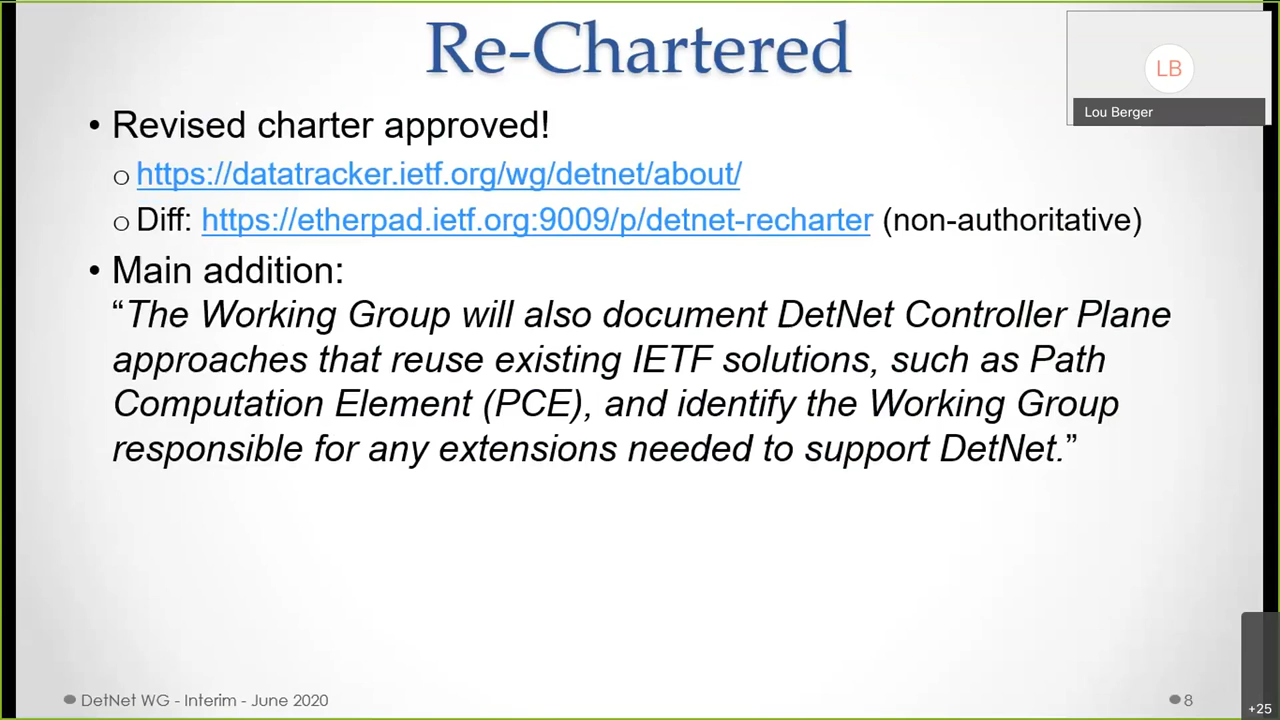 Re-Chartered
LB
Lou Berger
• Revised charter approved!
o https://datatracker.ietf.org/wg/detnet/about/
o Diff: https://etherpad.ietf.org:9009/p/detnet-recharter (non-authoritative)
• Main addition:
“The Working Group will also document DetNet Controller Plane
approaches that reuse existing IETF solutions, such as Path
Computation Element (PCE), and identify the Working Group
responsible for any extensions needed to support DetNet.”
DetNet WG - Interim - June 2020
8
+25